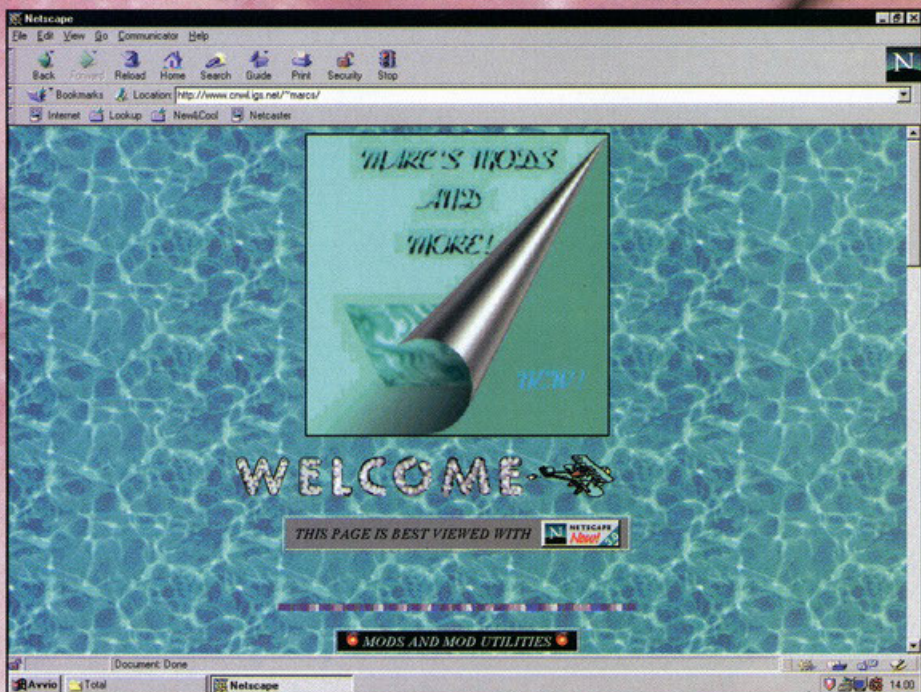 Netscape
File Edit View Go Communicator Help
Back Forward Reload Home Search Guide Print Security Stop
N
Bookmarks Location: http://www.cnwl.igs.net/~marcs/
Internet Lookup New&Cool Netcaster
MARC'S MODS
AND
MORE!
NEW!
WELCOME
THIS PAGE IS BEST VIEWED WITH N NETSCAPE Now!
MODS AND MOD UTILITIES
Document: Done
Avvio Total Netscape 14.00